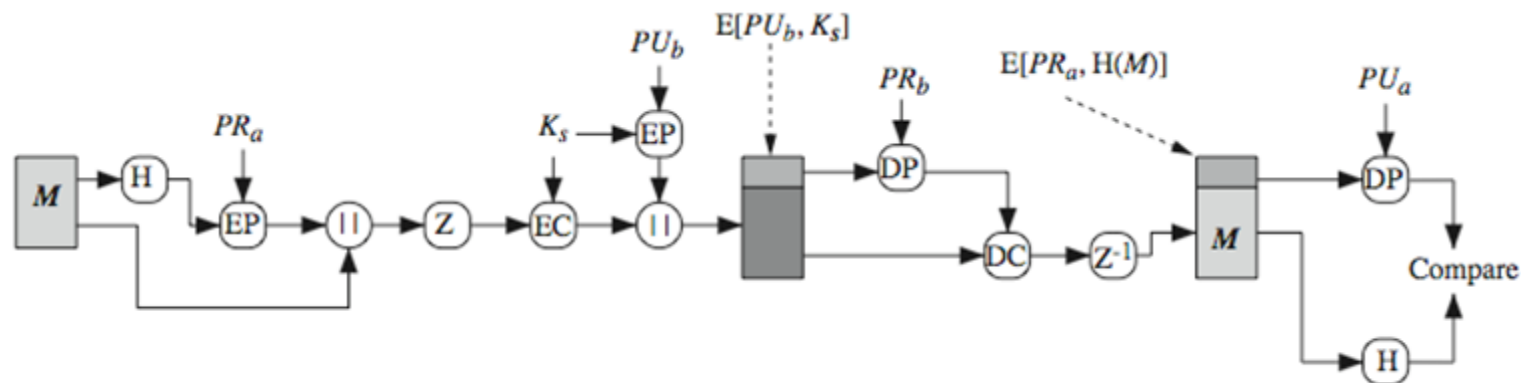 E[PU_b, K_s]
PU_b
E[PR_a, H(M)]
PR_b
PU_a
PR_a
K_s
EP
M
H
DP
DP
EP
||
Z
EC
||
DC
Z^-1
M
Compare
H